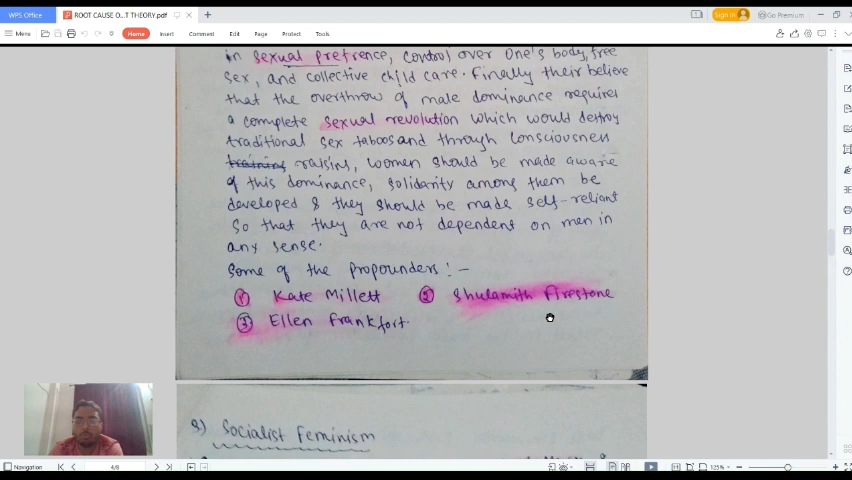 WPS Office
ROOT CAUSE O...T THEORY.pdf
Sign in
Go Premium
Menu
Home
Insert
Comment
Edit
Page
Protect
Tools
in sexual prefrence, control over one's body, free
sex, and collective child care. Finally their believe
that the overthrow of male dominance requires
a complete sexual revolution which would destroy
traditional sex taboos and through consciousness
training raising, women should be made aware
of this dominance, solidarity among them be
developed & they should be made self-reliant
so that they are not dependent on men in
any sense.
Some of the propounders :-
① Kate Millett ② Shulamith Firestone
③ Ellen Frankfort.
3) Socialist Feminism
Navigation
4/8
125%